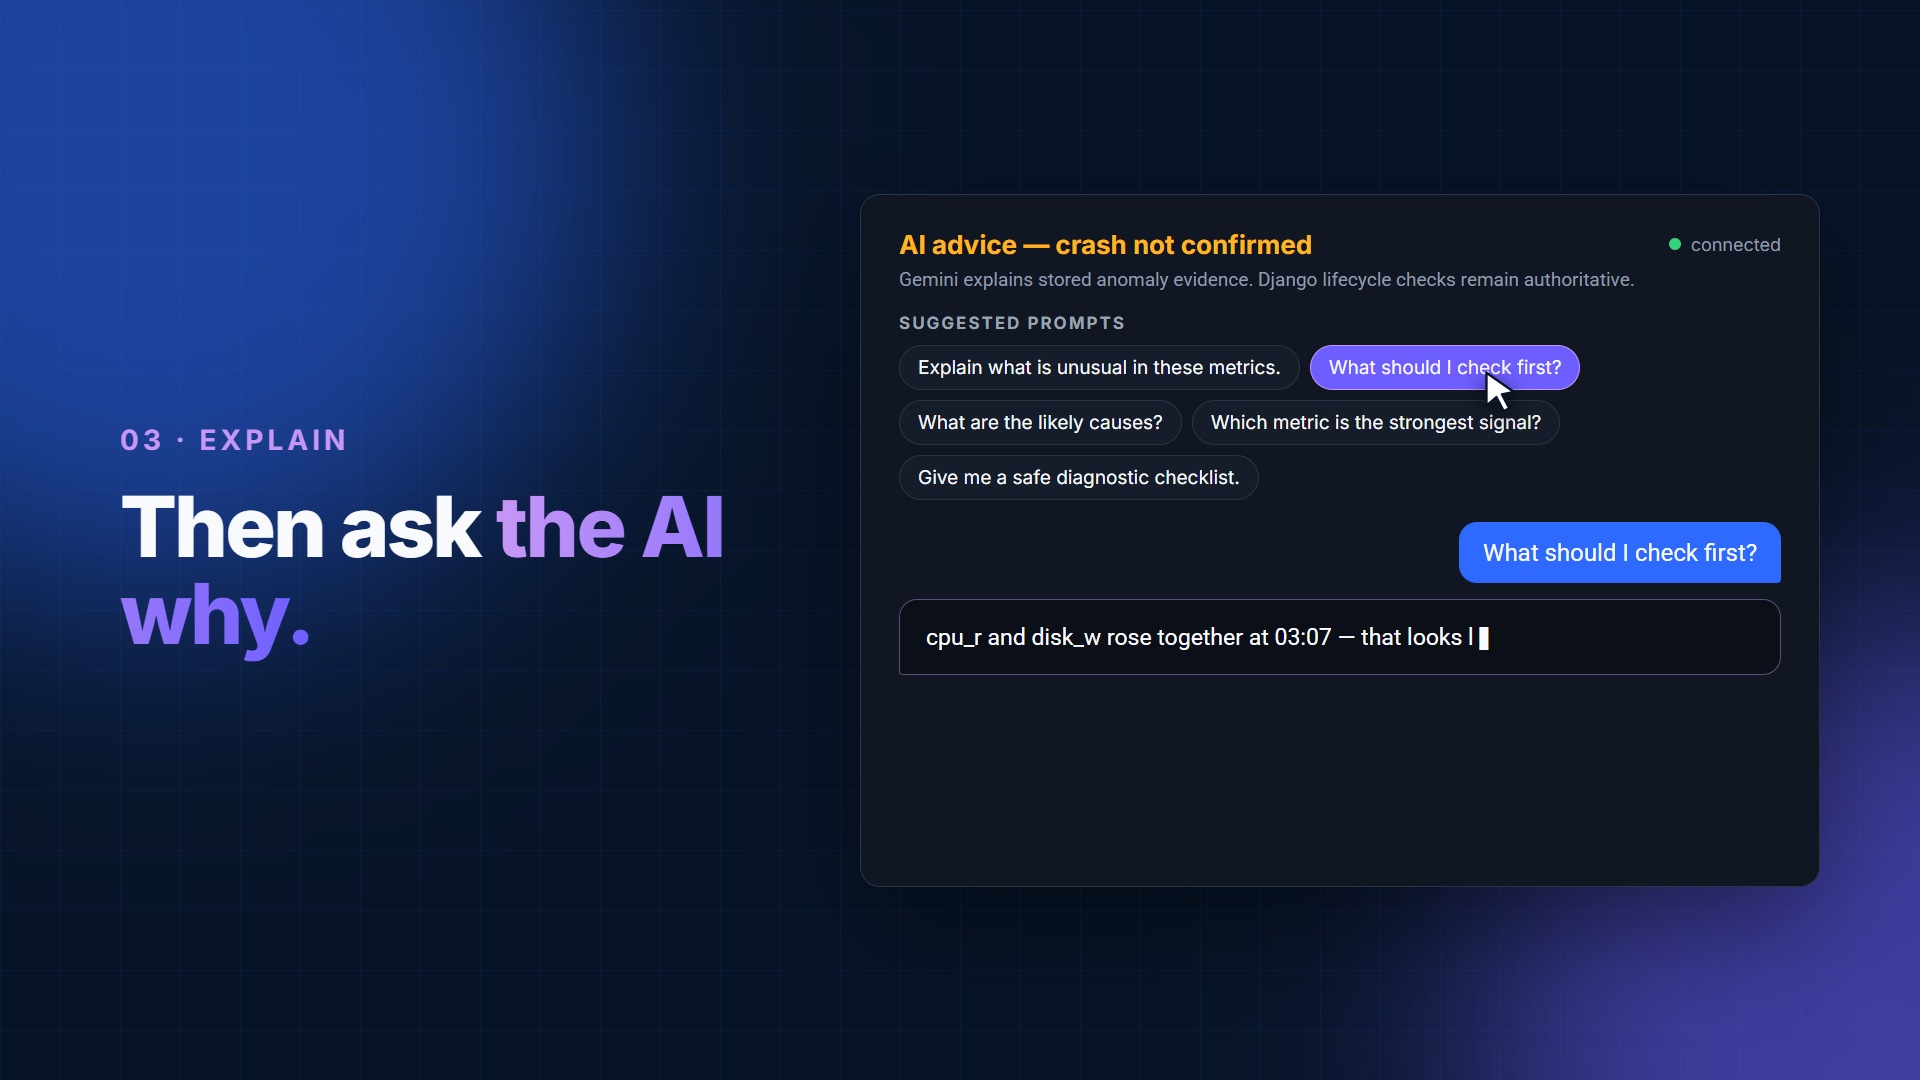 03 · EXPLAIN
Then ask the AI
why.
AI advice — crash not confirmed
connected
Gemini explains stored anomaly evidence. Django lifecycle checks remain authoritative.
SUGGESTED PROMPTS
Explain what is unusual in these metrics.
What should I check first?
What are the likely causes?
Which metric is the strongest signal?
Give me a safe diagnostic checklist.
What should I check first?
cpu_r and disk_w rose together at 03:07 — that looks l